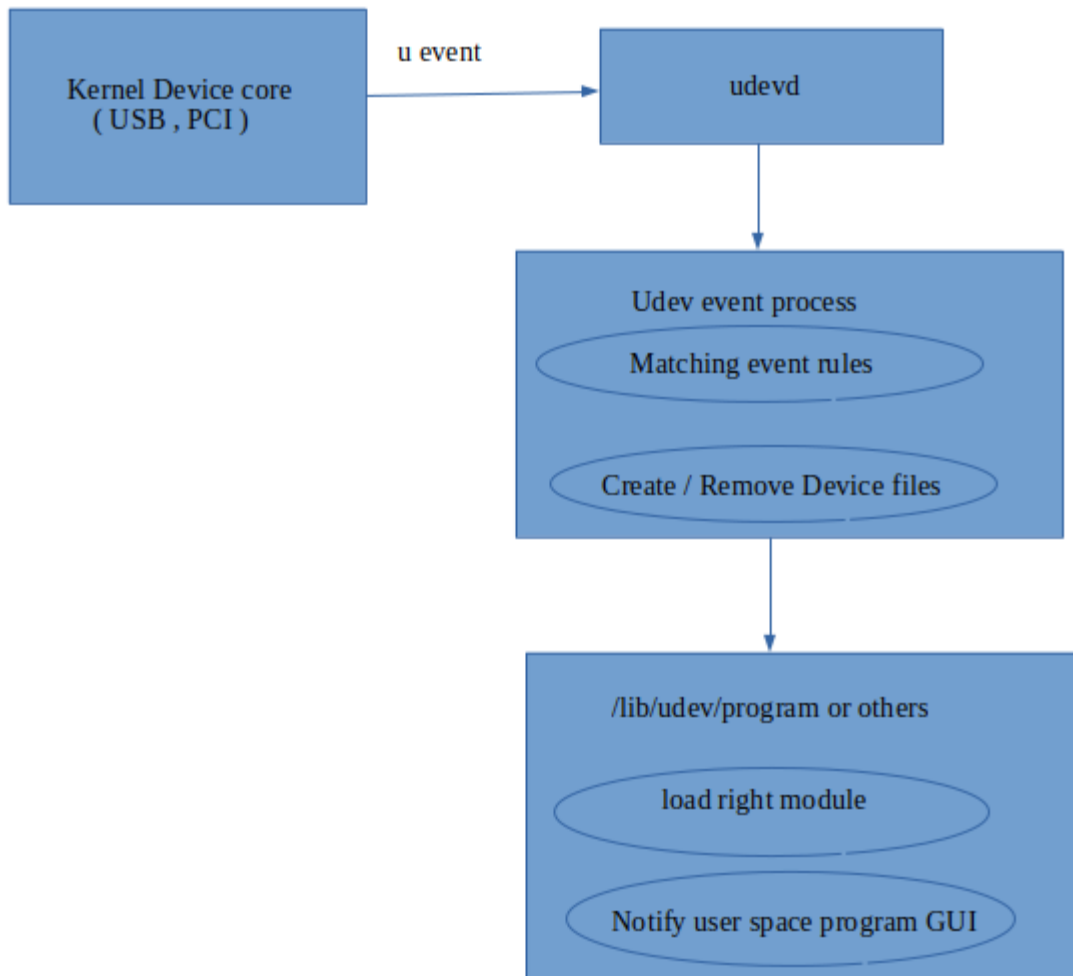 Kernel Device core
( USB , PCI )
u event
udevd
Udev event process
Matching event rules
Create / Remove Device files
/lib/udev/program or others
load right module
Notify user space program GUI